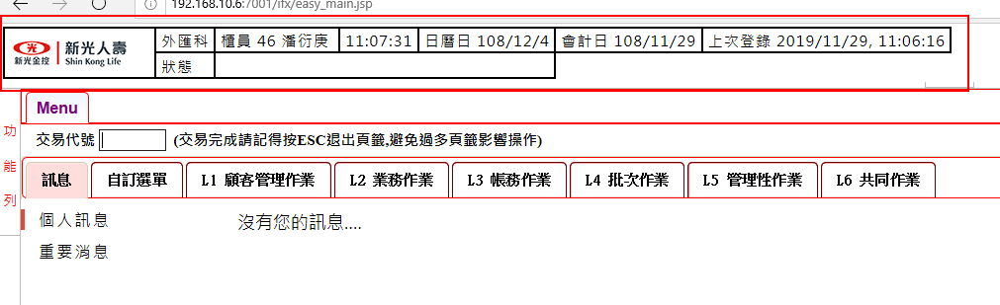 192.168.10.6:7001/ifx/easy_main.jsp
新光人壽
新光金控 Shin Kong Life
外匯科 櫃員 46 潘衍庚 11:07:31 日曆日 108/12/4 會計日 108/11/29 上次登錄 2019/11/29, 11:06:16
狀態
Menu
功
能
列
交易代號 (交易完成請記得按ESC退出頁籤,避免過多頁籤影響操作)
訊息 自訂選單 L1 顧客管理作業 L2 業務作業 L3 帳務作業 L4 批次作業 L5 管理性作業 L6 共同作業
個人訊息 沒有您的訊息....
重要消息